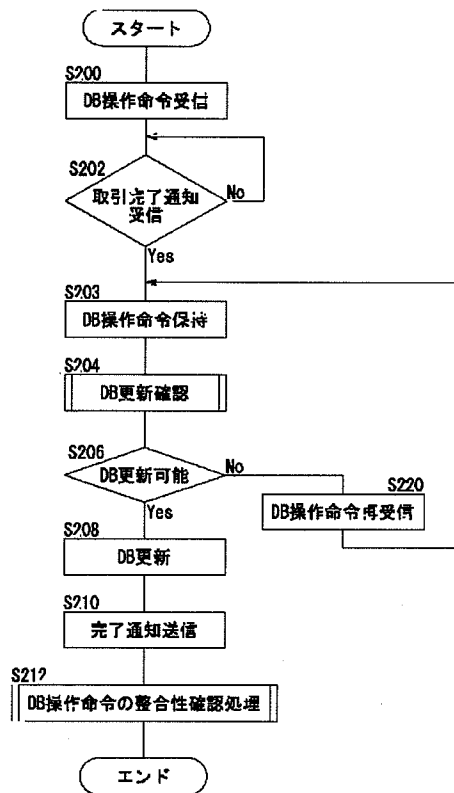 スタート
S200
DB操作命令受信
S202
取引完了通知
受信
No
Yes
S203
DB操作命令保持
S204
DB更新確認
S206
DB更新可能
No
Yes
S220
DB操作命令再受信
S208
DB更新
S210
完了通知送信
S212
DB操作命令の整合性確認処理
エンド